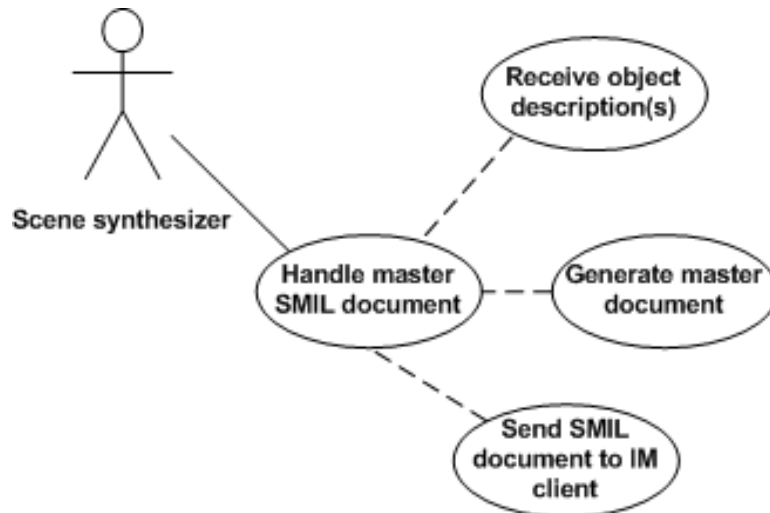 Receive object
description(s)
Scene synthesizer
Handle master
SMIL document
Generate master
document
Send SMIL
document to IM
client